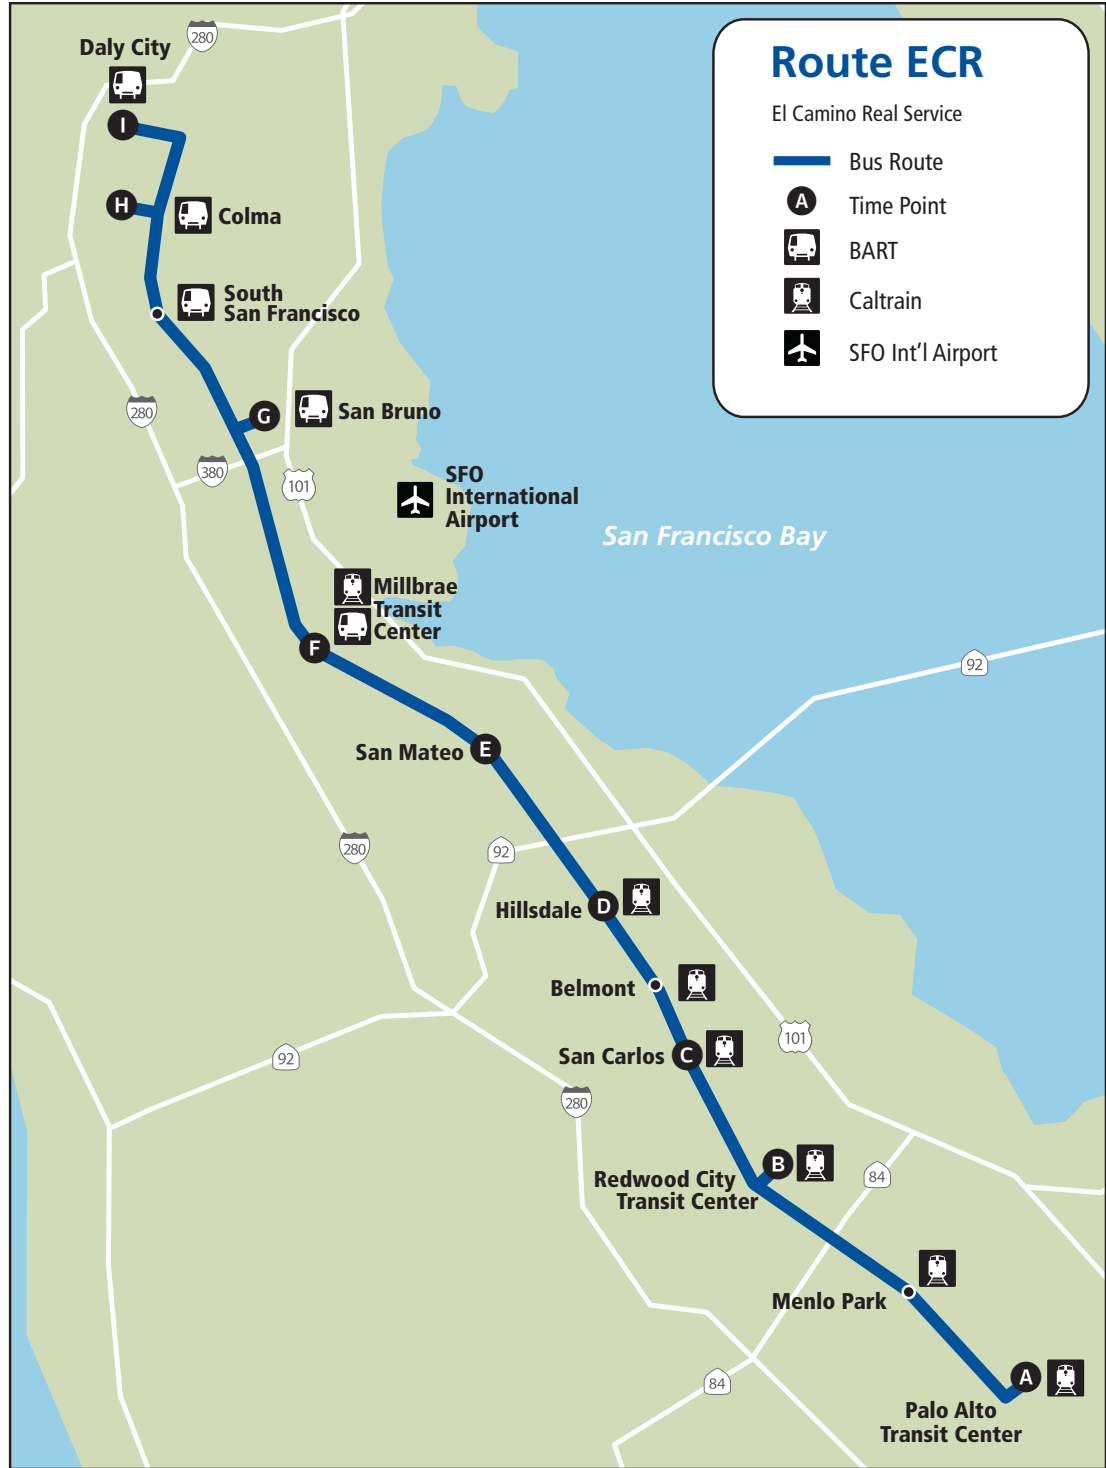 Route ECR
El Camino Real Service
Bus Route
A
Time Point
BART
Caltrain
SFO Int'l Airport
280
Daly City
I
H
Colma
South
San Francisco
280
G
San Bruno
380
101
SFO
International
Airport
San Francisco Bay
Millbrae
Transit
Center
F
92
San Mateo
E
280
92
Hillsdale
D
Belmont
101
San Carlos
C
92
280
B
Redwood City
Transit Center
84
Menlo Park
84
A
Palo Alto
Transit Center